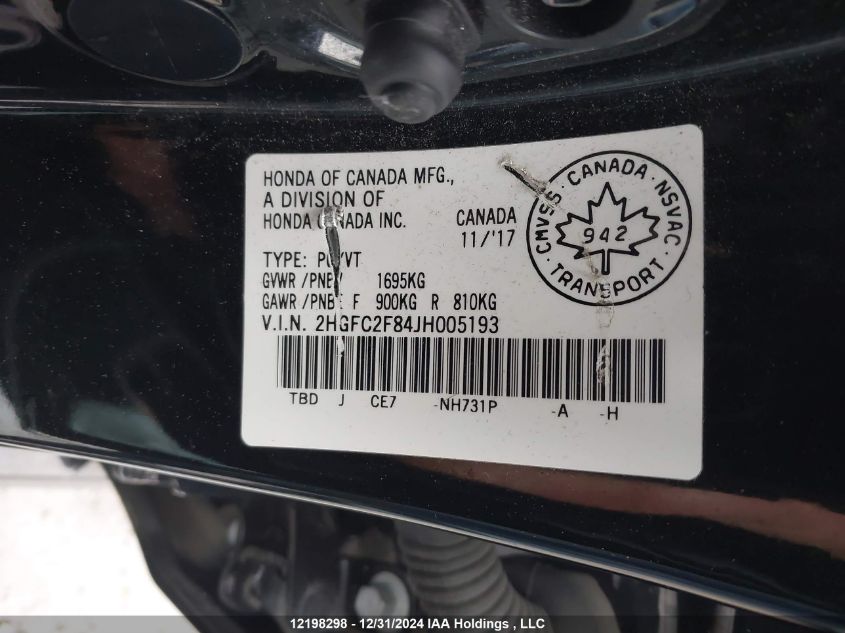 HONDA OF CANADA MFG.,
A DIVISION OF
HONDA CANADA INC.
CANADA
11/'17
TYPE:
GVWR 1695KG
GAWR F 900KG R 810KG
V.I.N. 2HGFC2F84JH005193
TBD J CE7 -NH731P -A -H
CMVSS · CANADA · NSVAC
942
TRANSPORT
12198298 - 12/31/2024 IAA Holdings , LLC